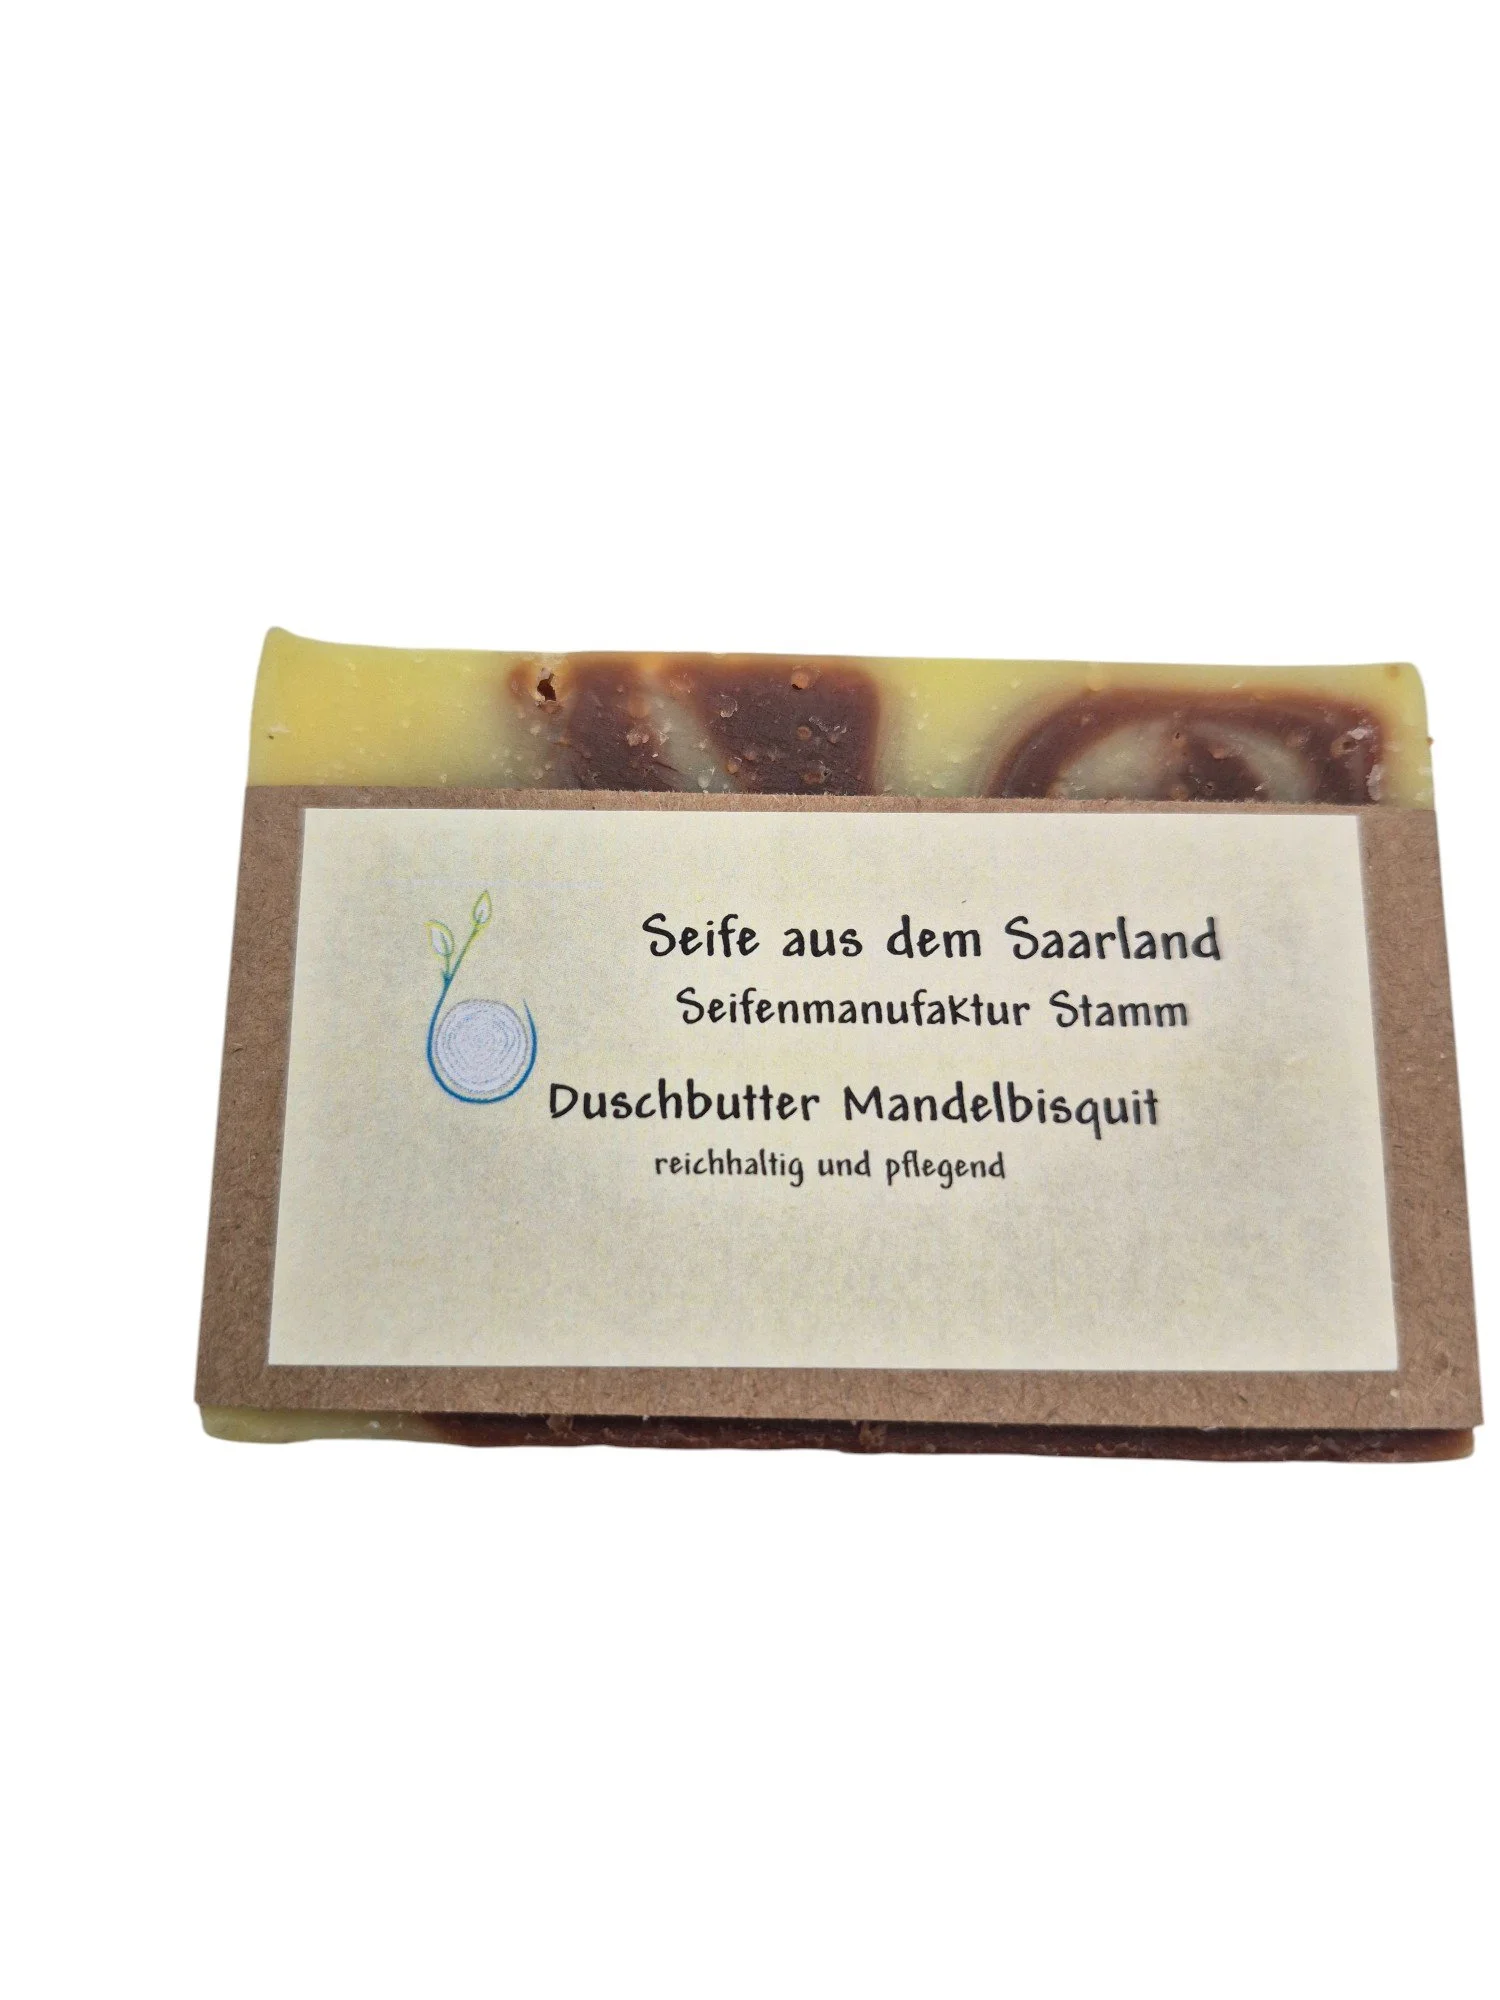 Seife aus dem Saarland
Seifenmanufaktur Stamm
Duschbutter Mandelbisquit
reichhaltig und pflegend